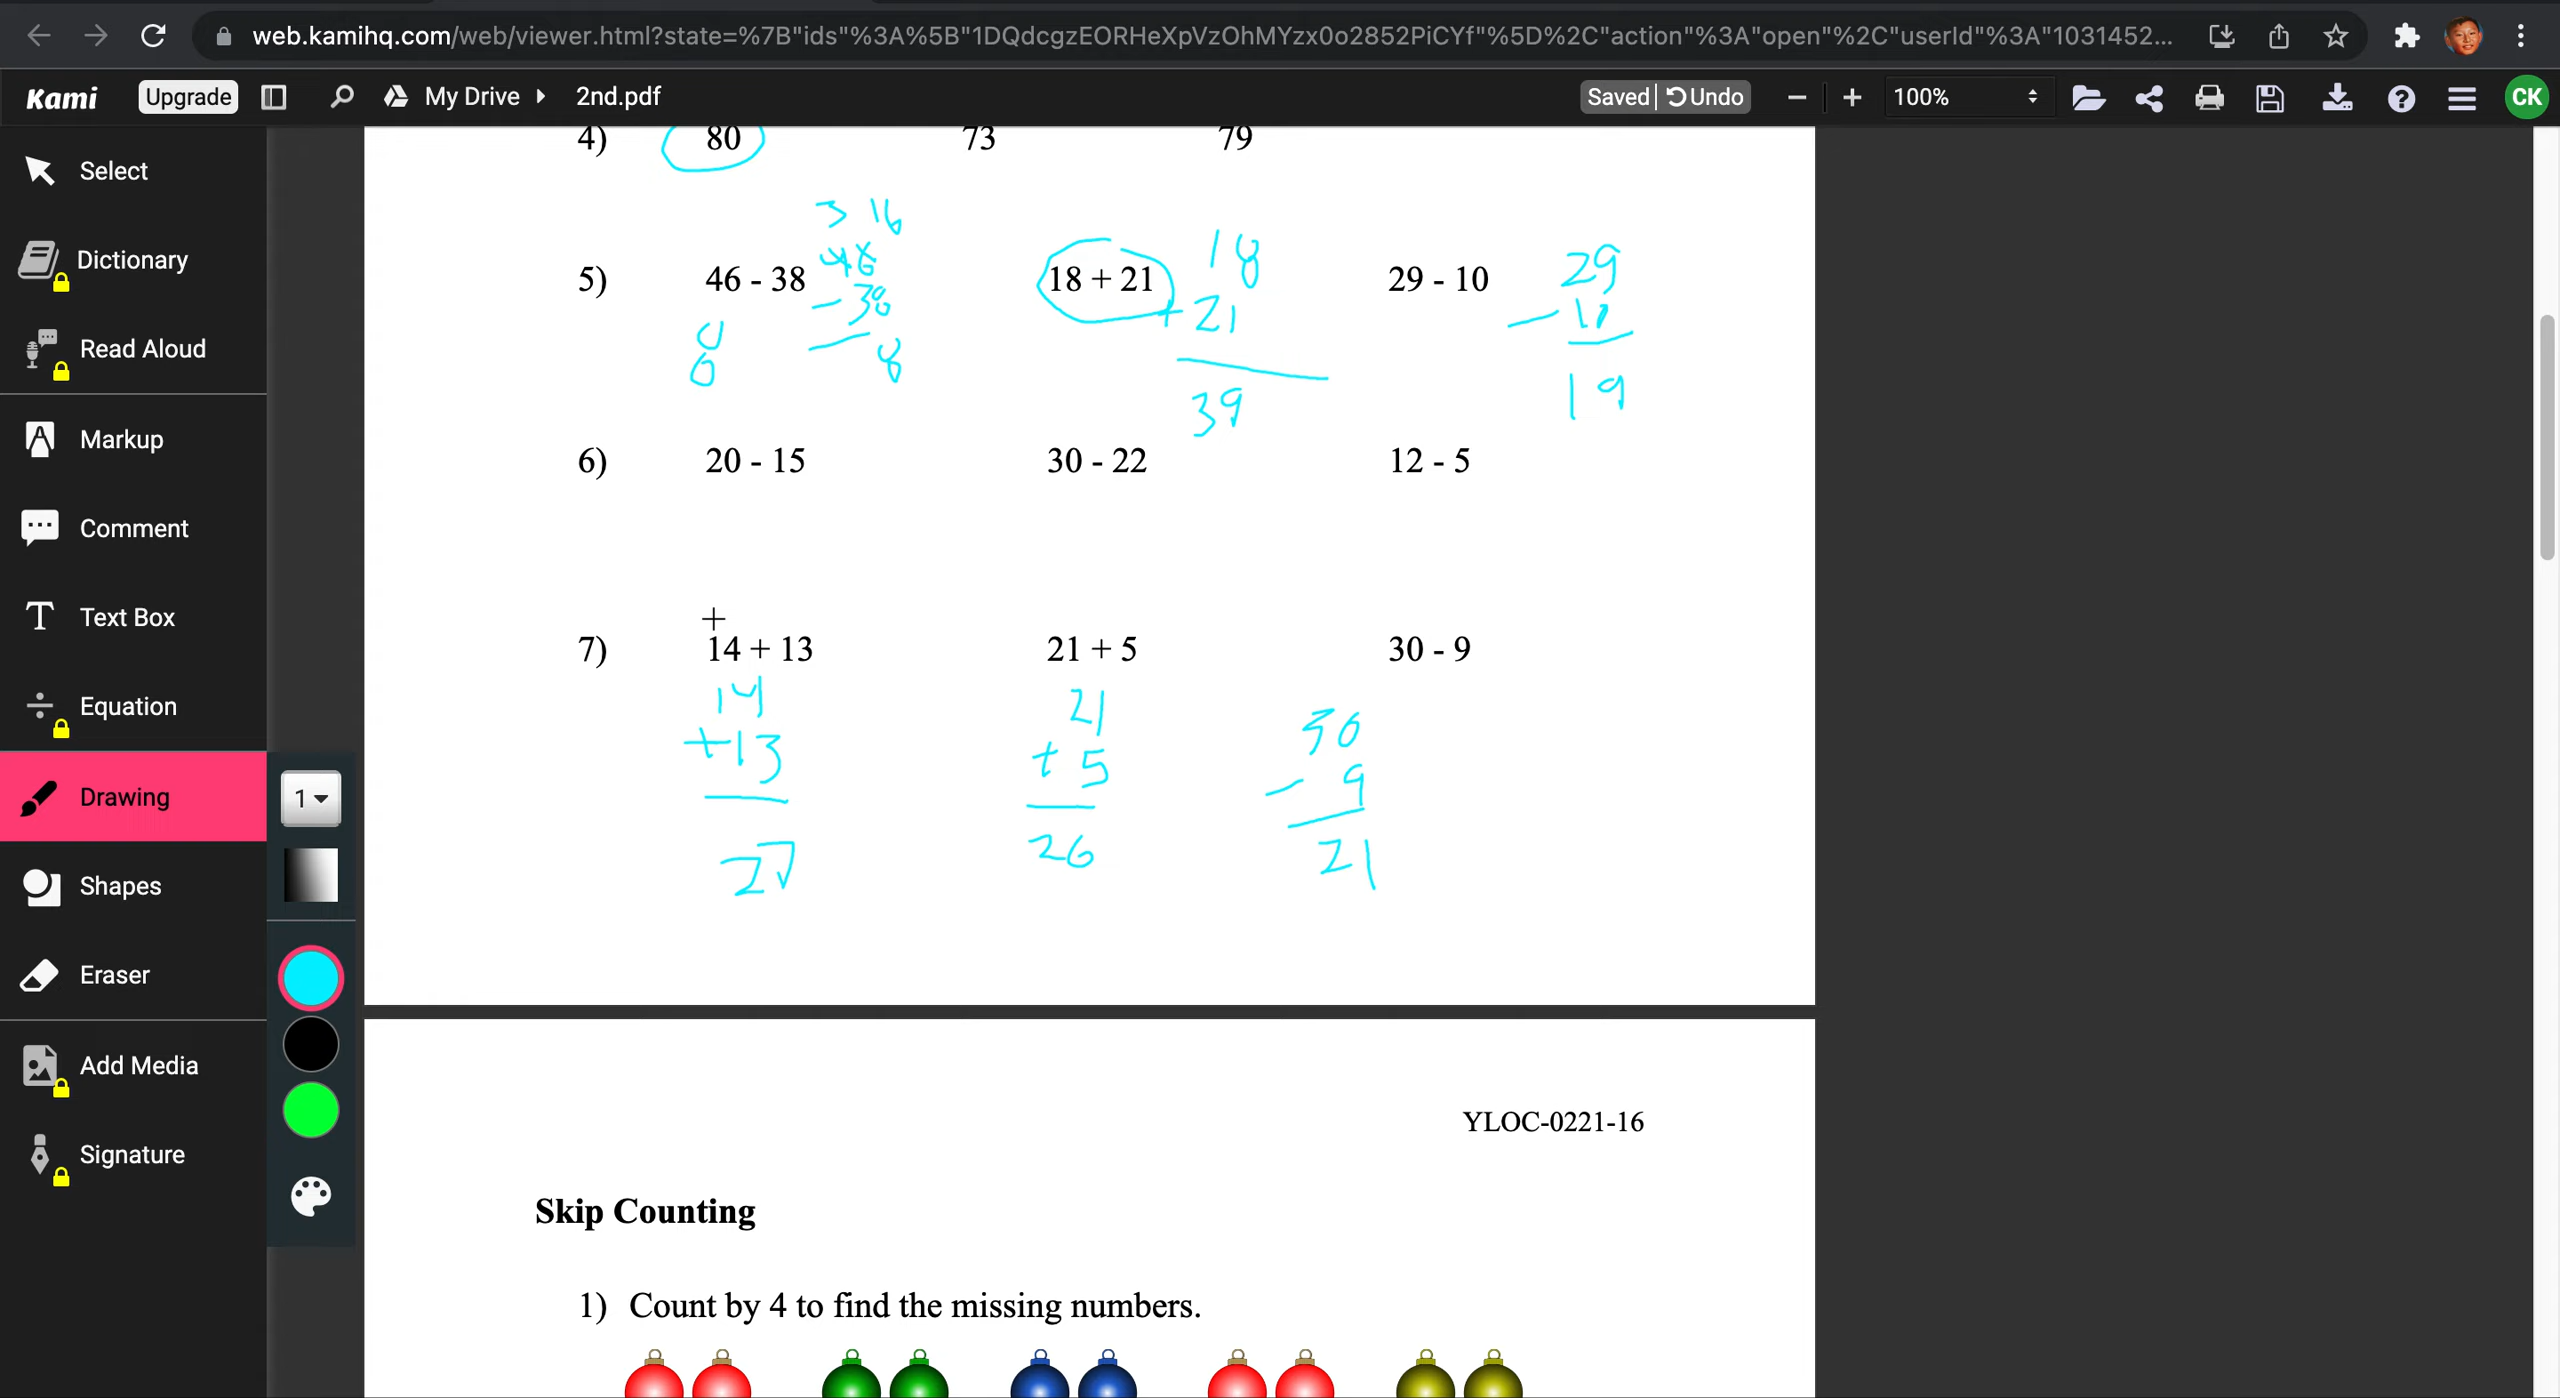 web.kamihq.com/web/viewer.html?state=%7B"ids"%3A%5B"1DQdcgzEORHeXpVzOhMYzx0o2852PiCYf"%5D%2C"action"%3A"open"%2C"userId"%3A"1031452...
Kami Upgrade My Drive 2nd.pdf Saved | Undo 100% CK
Select
Dictionary
Read Aloud
Markup
Comment
Text Box
Equation
Drawing
1
Shapes
Eraser
Add Media
Signature
4) 80 73 79
5) 46 - 38 18 + 21 29 - 10
3 16
46
- 38
8
18
+ 21
39
29
- 10
19
6) 20 - 15 30 - 22 12 - 5
7) 14 + 13 21 + 5 30 - 9
14
+13
27
21
+ 5
26
30
- 9
21
YLOC-0221-16
Skip Counting
1) Count by 4 to find the missing numbers.